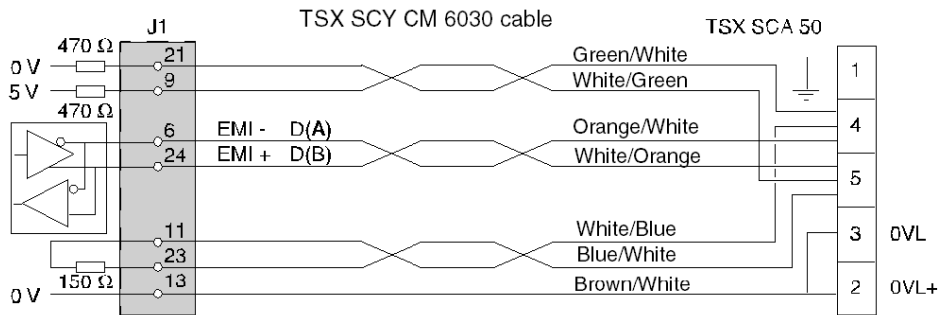 TSX SCY CM 6030 cable
TSX SCA 50
J1
470 Ω
0 V
21
Green/White
1
5 V
9
White/Green
470 Ω
4
6
EMI - D(A)
Orange/White
24
EMI + D(B)
White/Orange
5
11
White/Blue
3
0VL
23
Blue/White
150 Ω
13
Brown/White
0 V
2
0VL+